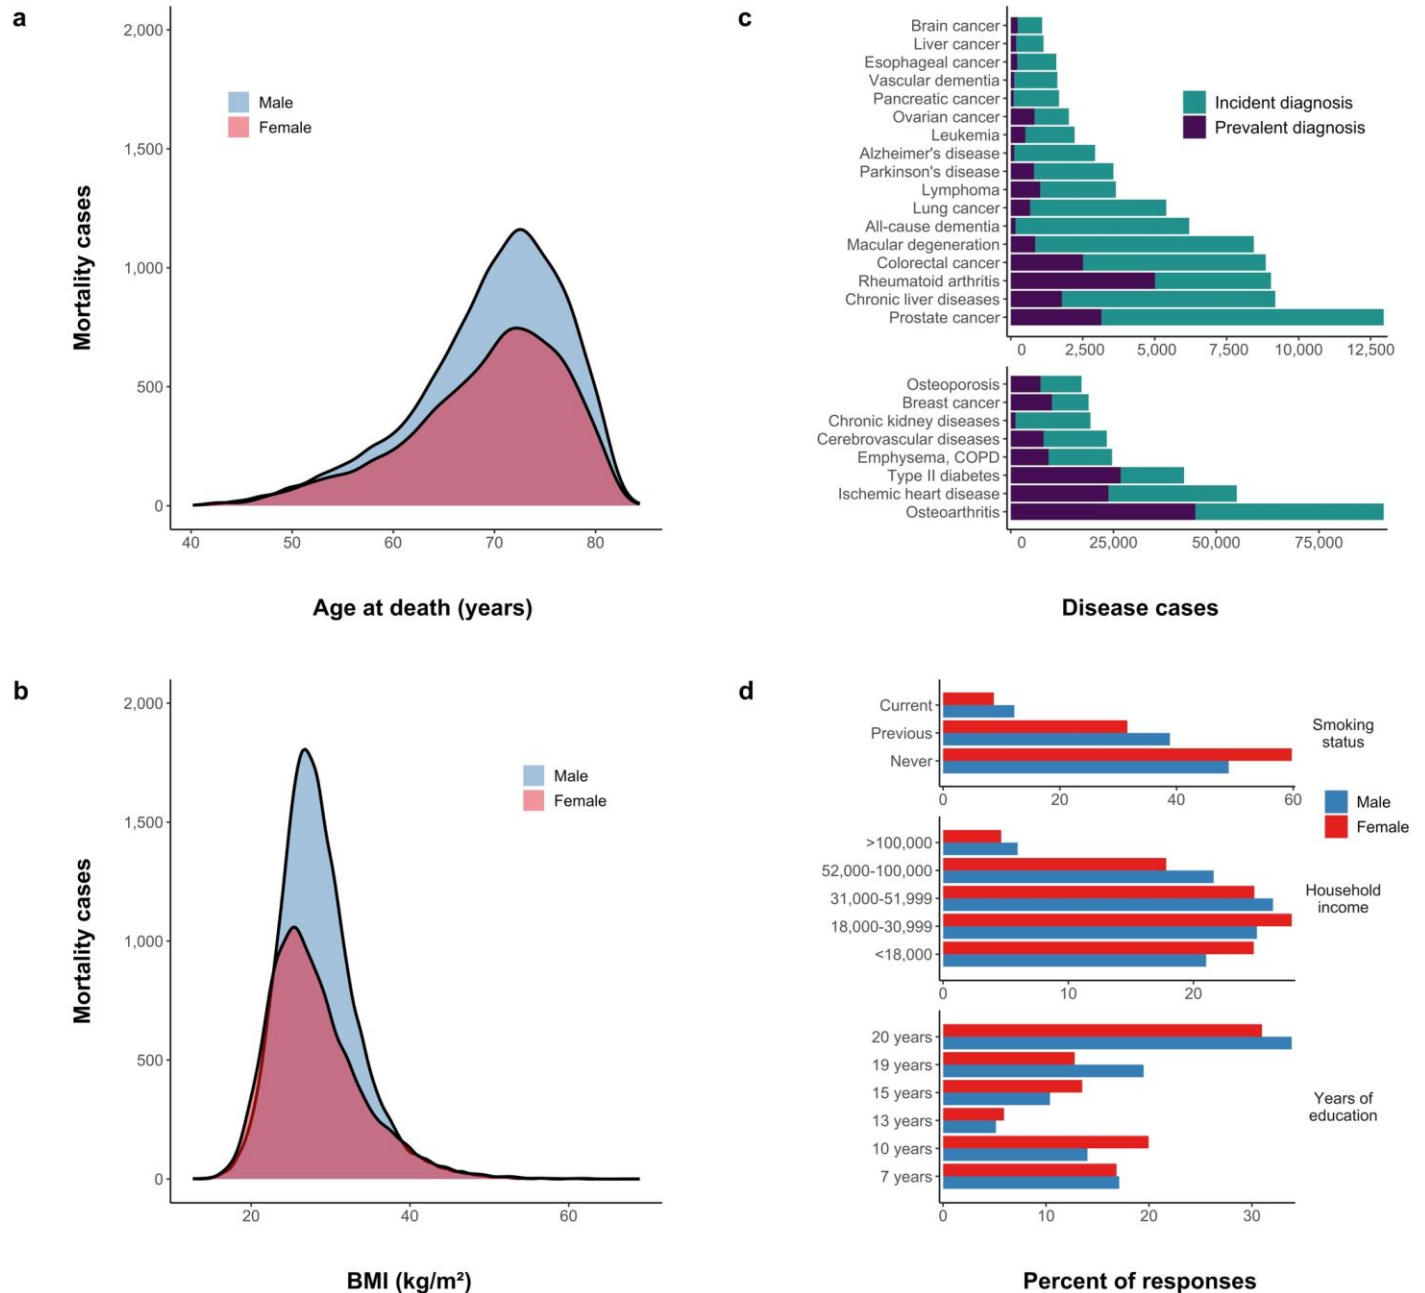 a
2,000
1,500
1,000
500
0
Mortality cases
Male
Female
40 50 60 70 80
Age at death (years)
b
2,000
1,500
1,000
500
0
Mortality cases
Male
Female
20 40 60
BMI (kg/m²)
c
Brain cancer
Liver cancer
Esophageal cancer
Vascular dementia
Pancreatic cancer
Ovarian cancer
Leukemia
Alzheimer's disease
Parkinson's disease
Lymphoma
Lung cancer
All-cause dementia
Macular degeneration
Colorectal cancer
Rheumatoid arthritis
Chronic liver diseases
Prostate cancer
Incident diagnosis
Prevalent diagnosis
0 2,500 5,000 7,500 10,000 12,500
Osteoporosis
Breast cancer
Chronic kidney diseases
Cerebrovascular diseases
Emphysema, COPD
Type II diabetes
Ischemic heart disease
Osteoarthritis
0 25,000 50,000 75,000
Disease cases
d
Current
Previous
Never
0 20 40 60
Smoking
status
Male
Female
>100,000
52,000-100,000
31,000-51,999
18,000-30,999
<18,000
0 10 20
Household
income
20 years
19 years
15 years
13 years
10 years
7 years
0 10 20 30
Years of
education
Percent of responses